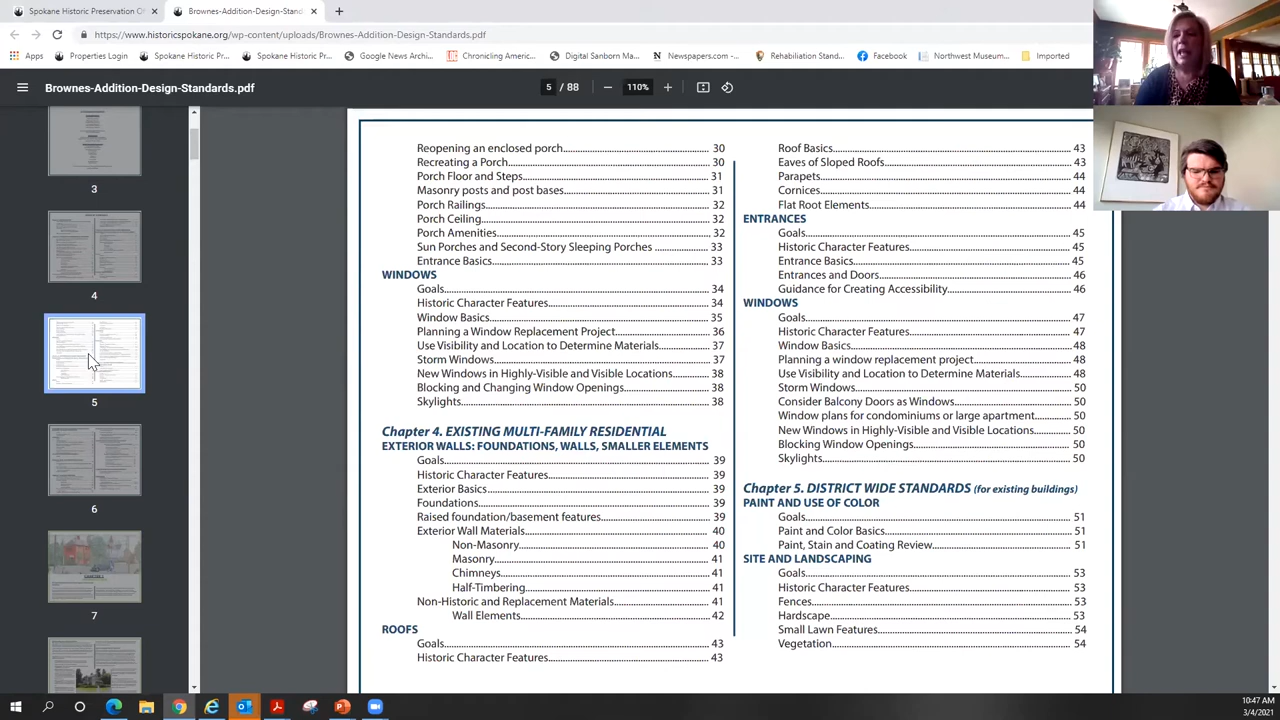 Spokane Historic Preservation Of
Brownes-Addition-Design-Stand
https://www.historicspokane.org/wp-content/uploads/Brownes-Addition-Design-Standards.pdf
Apps
Properties Login
Spokane Historic Pr...
Spokane Historic Pr...
Google News Archiv...
Chronicling Americ...
Digital Sanborn Ma...
Newspapers.com -...
Rehabiliation Stand...
Facebook
Northwest Museum...
Imported
Brownes-Addition-Design-Standards.pdf
5 / 88
110%
3
4
5
6
7
Reopening an enclosed porch 30
Recreating a Porch 30
Porch Floor and Steps 31
Masonry posts and post bases 31
Porch Railings 32
Porch Ceiling 32
Porch Amenities 32
Sun Porches and Second-Story Sleeping Porches 33
Entrance Basics 33
WINDOWS
Goals 34
Historic Character Features 34
Window Basics 35
Planning a Window Replacement Project 36
Use Visibility and Location to Determine Materials 37
Storm Windows 37
New Windows in Highly-Visible and Visible Locations 38
Blocking and Changing Window Openings 38
Skylights 38
Chapter 4. EXISTING MULTI-FAMILY RESIDENTIAL
EXTERIOR WALLS: FOUNDATIONS, WALLS, SMALLER ELEMENTS
Goals 39
Historic Character Features 39
Exterior Basics 39
Foundations 39
Raised foundation/basement features 39
Exterior Wall Materials 40
Non-Masonry 40
Masonry 41
Chimneys 41
Half-Timbering 41
Non-Historic and Replacement Materials 41
Wall Elements 42
ROOFS
Goals 43
Historic Character Features 43
Roof Basics 43
Eaves of Sloped Roofs 43
Parapets 44
Cornices 44
Flat Root Elements 44
ENTRANCES
Goals 45
Historic Character Features 45
Entrance Basics 45
Entrances and Doors 46
Guidance for Creating Accessibility 46
WINDOWS
Goals 47
Historic Character Features 47
Window Basics 48
Planning a window replacement project 48
Use Visibility and Location to Determine Materials 48
Storm Windows 50
Consider Balcony Doors as Windows 50
Window plans for condominiums or large apartment 50
New Windows in Highly-Visible and Visible Locations 50
Blocking Window Openings 50
Skylights 50
Chapter 5. DISTRICT WIDE STANDARDS (for existing buildings)
PAINT AND USE OF COLOR
Goals 51
Paint and Color Basics 51
Paint, Stain and Coating Review 51
SITE AND LANDSCAPING
Goals 53
Historic Character Features 53
Fences 53
Hardscape 53
Small Lawn Features 54
Vegetation 54
10:47 AM
3/4/2021